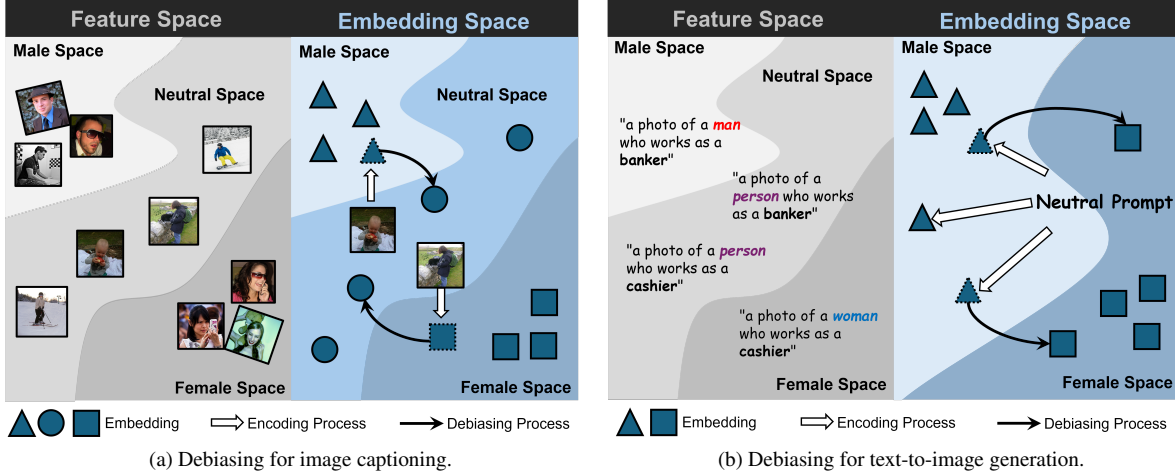 Feature Space
Embedding Space
Male Space
Neutral Space
Female Space
Male Space
Neutral Space
Female Space
Embedding
Encoding Process
Debiasing Process
(a) Debiasing for image captioning.
Feature Space
Embedding Space
Male Space
Neutral Space
"a photo of a man
who works as a
banker"
"a photo of a
person who works
as a banker"
"a photo of a person
who works as a
cashier"
"a photo of a woman
who works as a
cashier"
Female Space
Male Space
Neutral Prompt
Female Space
Embedding
Encoding Process
Debiasing Process
(b) Debiasing for text-to-image generation.